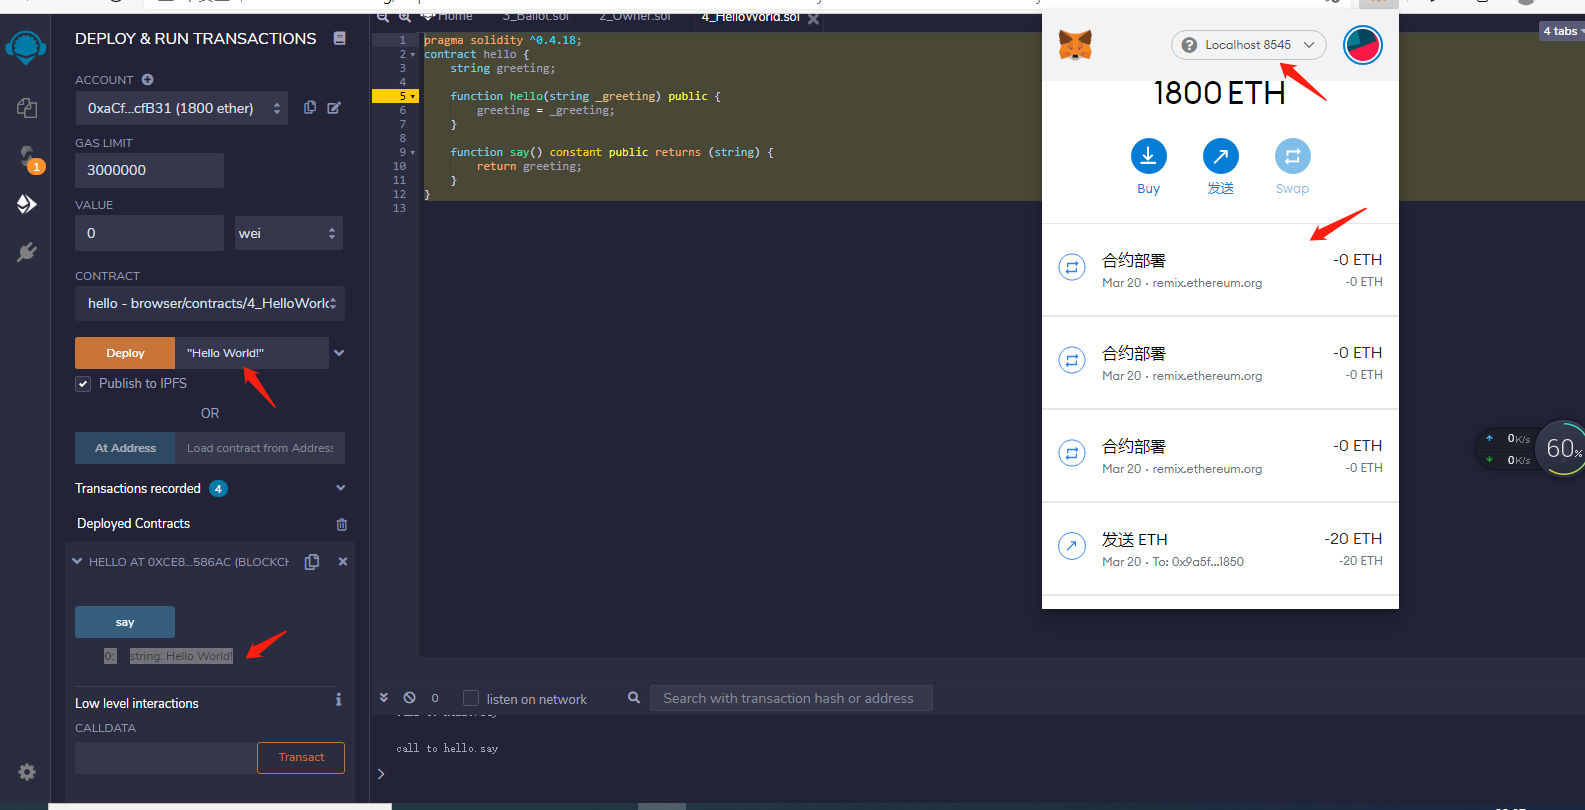 DEPLOY & RUN TRANSACTIONS
ACCOUNT
0xaCf...cfB31 (1800 ether)
GAS LIMIT
3000000
VALUE
0
wei
CONTRACT
hello - browser/contracts/4_HelloWorld
Deploy
"Hello World!"
Publish to IPFS
OR
At Address
Load contract from Address
Transactions recorded 4
Deployed Contracts
HELLO AT 0XCE8...586AC (BLOCKCH
say
0: string: Hello World!
Low level interactions
i
CALLDATA
Transact
1
Home
3_Ballot.sol
2_Owner.sol
4_HelloWorld.sol
4 tabs
1 pragma solidity ^0.4.18;
2 contract hello {
3 string greeting;
4
5 function hello(string _greeting) public {
6 greeting = _greeting;
7 }
8
9 function say() constant public returns (string) {
10 return greeting;
11 }
12 }
13
0
listen on network
Search with transaction hash or address
call to hello.say
>
Localhost 8545
1800 ETH
Buy
发送
Swap
合约部署
-0 ETH
Mar 20 · remix.ethereum.org
-0 ETH
合约部署
-0 ETH
Mar 20 · remix.ethereum.org
-0 ETH
合约部署
-0 ETH
Mar 20 · remix.ethereum.org
-0 ETH
发送 ETH
-20 ETH
Mar 20 · To: 0x9a5f...1850
-20 ETH
0K/s
0K/s
60%